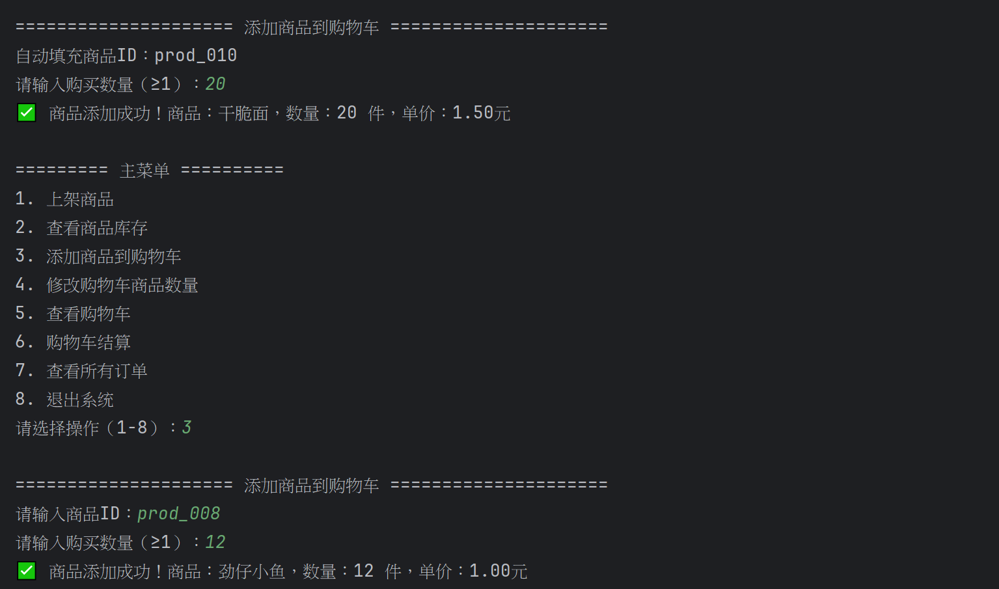 ===================== 添加商品到购物车 =====================
自动填充商品ID：prod_010
请输入购买数量（≥1）：20
✅ 商品添加成功！商品：干脆面，数量：20 件，单价：1.50元
========= 主菜单 ==========
1. 上架商品
2. 查看商品库存
3. 添加商品到购物车
4. 修改购物车商品数量
5. 查看购物车
6. 购物车结算
7. 查看所有订单
8. 退出系统
请选择操作（1-8）：3
===================== 添加商品到购物车 =====================
请输入商品ID：prod_008
请输入购买数量（≥1）：12
✅ 商品添加成功！商品：劲仔小鱼，数量：12 件，单价：1.00元